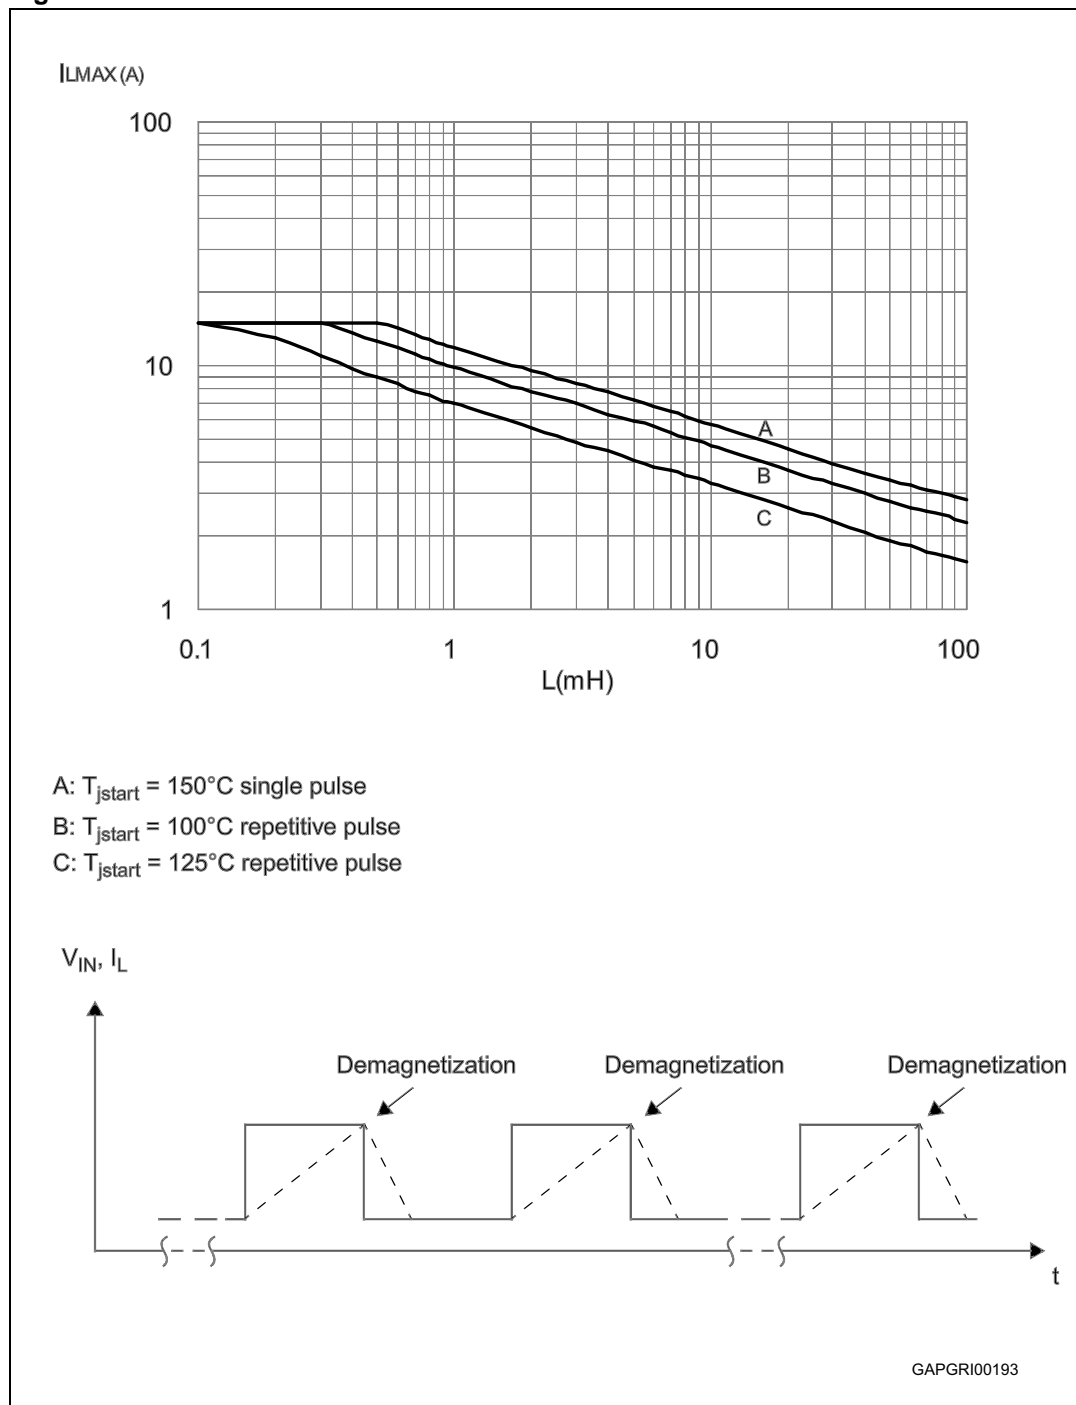 ILMAX (A)
100
10
1
0.1 1 10 100
L(mH)
A
B
C
A: Tjstart = 150°C single pulse
B: Tjstart = 100°C repetitive pulse
C: Tjstart = 125°C repetitive pulse
VIN, IL
Demagnetization Demagnetization Demagnetization
t
GAPGRI00193